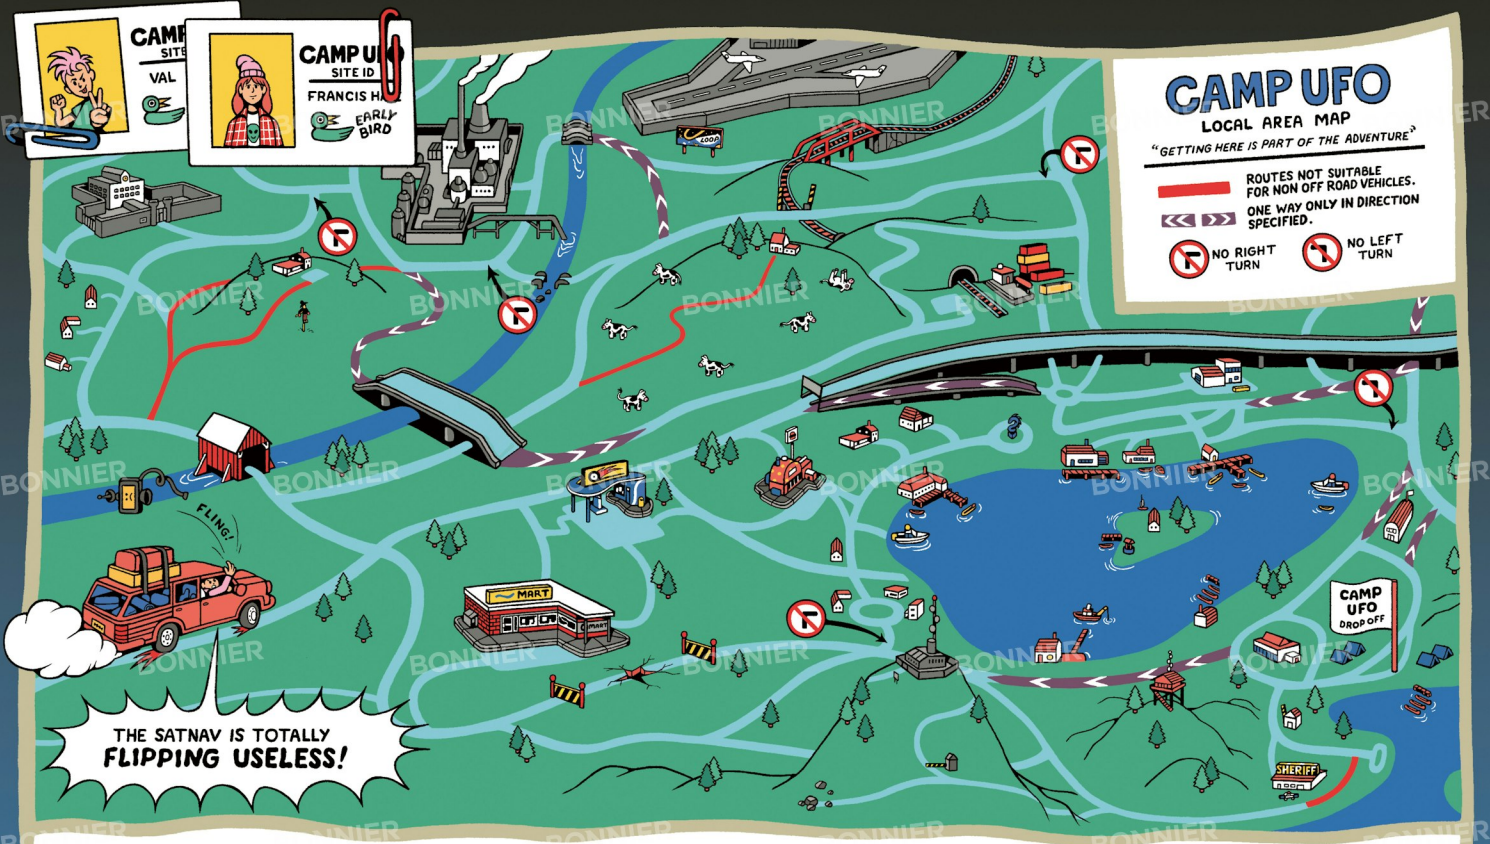 CAMP
SITE
VAL
CAMP UFO
SITE ID
FRANCIS
EARLY
BIRD
LOOP
CAMP UFO
LOCAL AREA MAP
"GETTING HERE IS PART OF THE ADVENTURE"
ROUTES NOT SUITABLE
FOR NON OFF ROAD VEHICLES.
ONE WAY ONLY IN DIRECTION
SPECIFIED.
NO RIGHT
TURN
NO LEFT
TURN
FLING!
MART
MART
CAMP
UFO
DROP OFF
SHERIFF
THE SATNAV IS TOTALLY
FLIPPING USELESS!
BONNIER